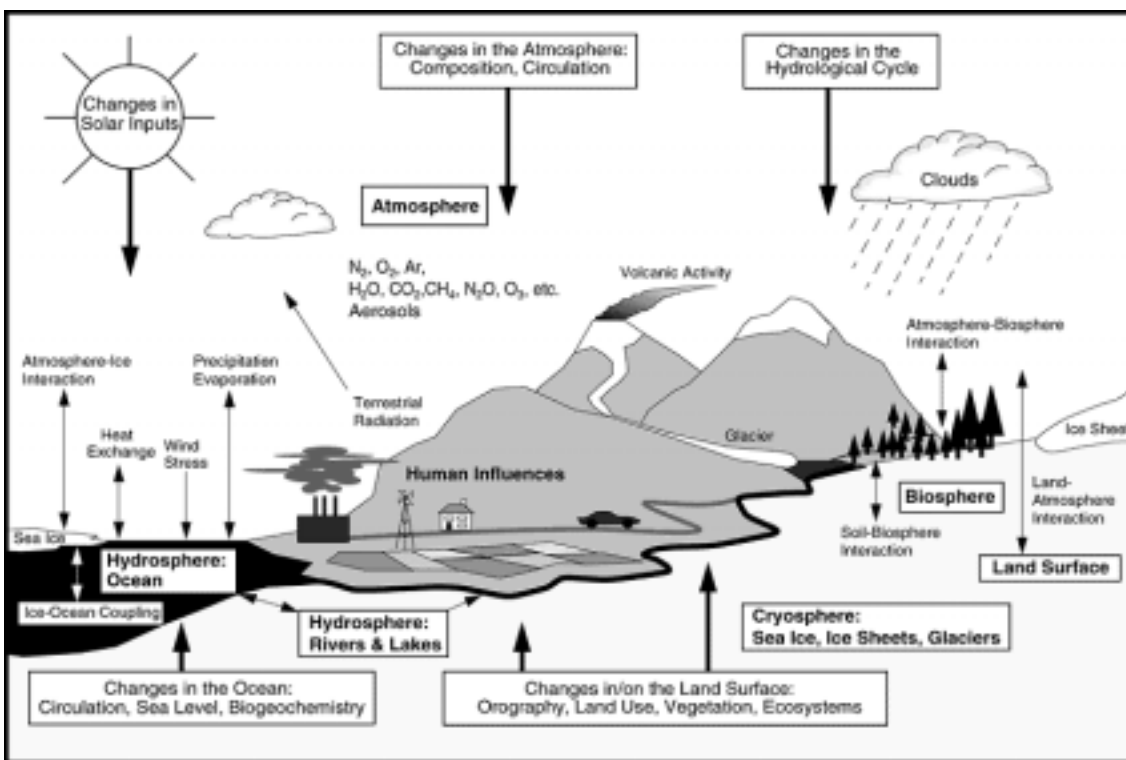 Changes in the Atmosphere:
Composition, Circulation
Changes in the
Hydrological Cycle
Changes in
Solar Inputs
Clouds
Atmosphere
N₂, O₂, Ar,
H₂O, CO₂,CH₄, N₂O, O₃, etc.
Aerosols
Volcanic Activity
Atmosphere-Biosphere
Interaction
Atmosphere-Ice
Interaction
Precipitation
Evaporation
Terrestrial
Radiation
Heat
Exchange
Wind
Stress
Glacier
Ice Sheet
Human Influences
Biosphere
Land-
Atmosphere
Interaction
Soil-Biosphere
Interaction
Sea Ice
Hydrosphere:
Ocean
Land Surface
Ice-Ocean Coupling
Hydrosphere:
Rivers & Lakes
Cryosphere:
Sea Ice, Ice Sheets, Glaciers
Changes in the Ocean:
Circulation, Sea Level, Biogeochemistry
Changes in/on the Land Surface:
Orography, Land Use, Vegetation, Ecosystems